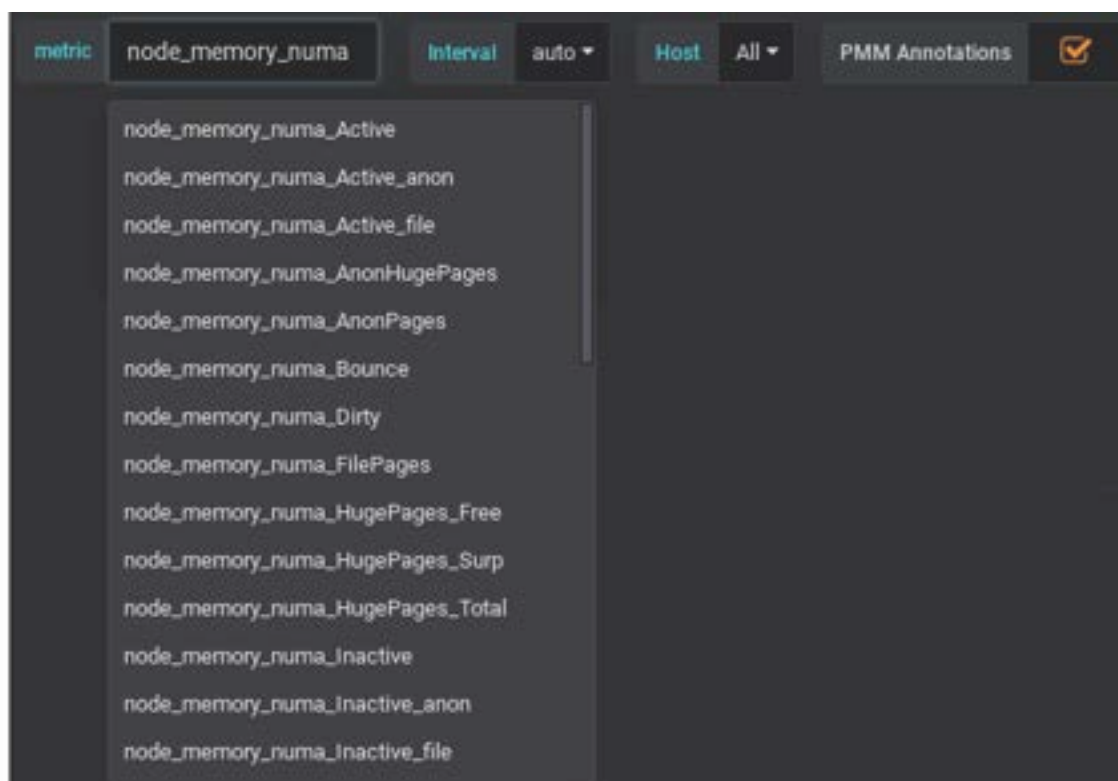 metric node_memory_numa Interval auto Host All PMM Annotations
node_memory_numa_Active
node_memory_numa_Active_anon
node_memory_numa_Active_file
node_memory_numa_AnonHugePages
node_memory_numa_AnonPages
node_memory_numa_Bounce
node_memory_numa_Dirty
node_memory_numa_FilePages
node_memory_numa_HugePages_Free
node_memory_numa_HugePages_Surp
node_memory_numa_HugePages_Total
node_memory_numa_Inactive
node_memory_numa_Inactive_anon
node_memory_numa_Inactive_file